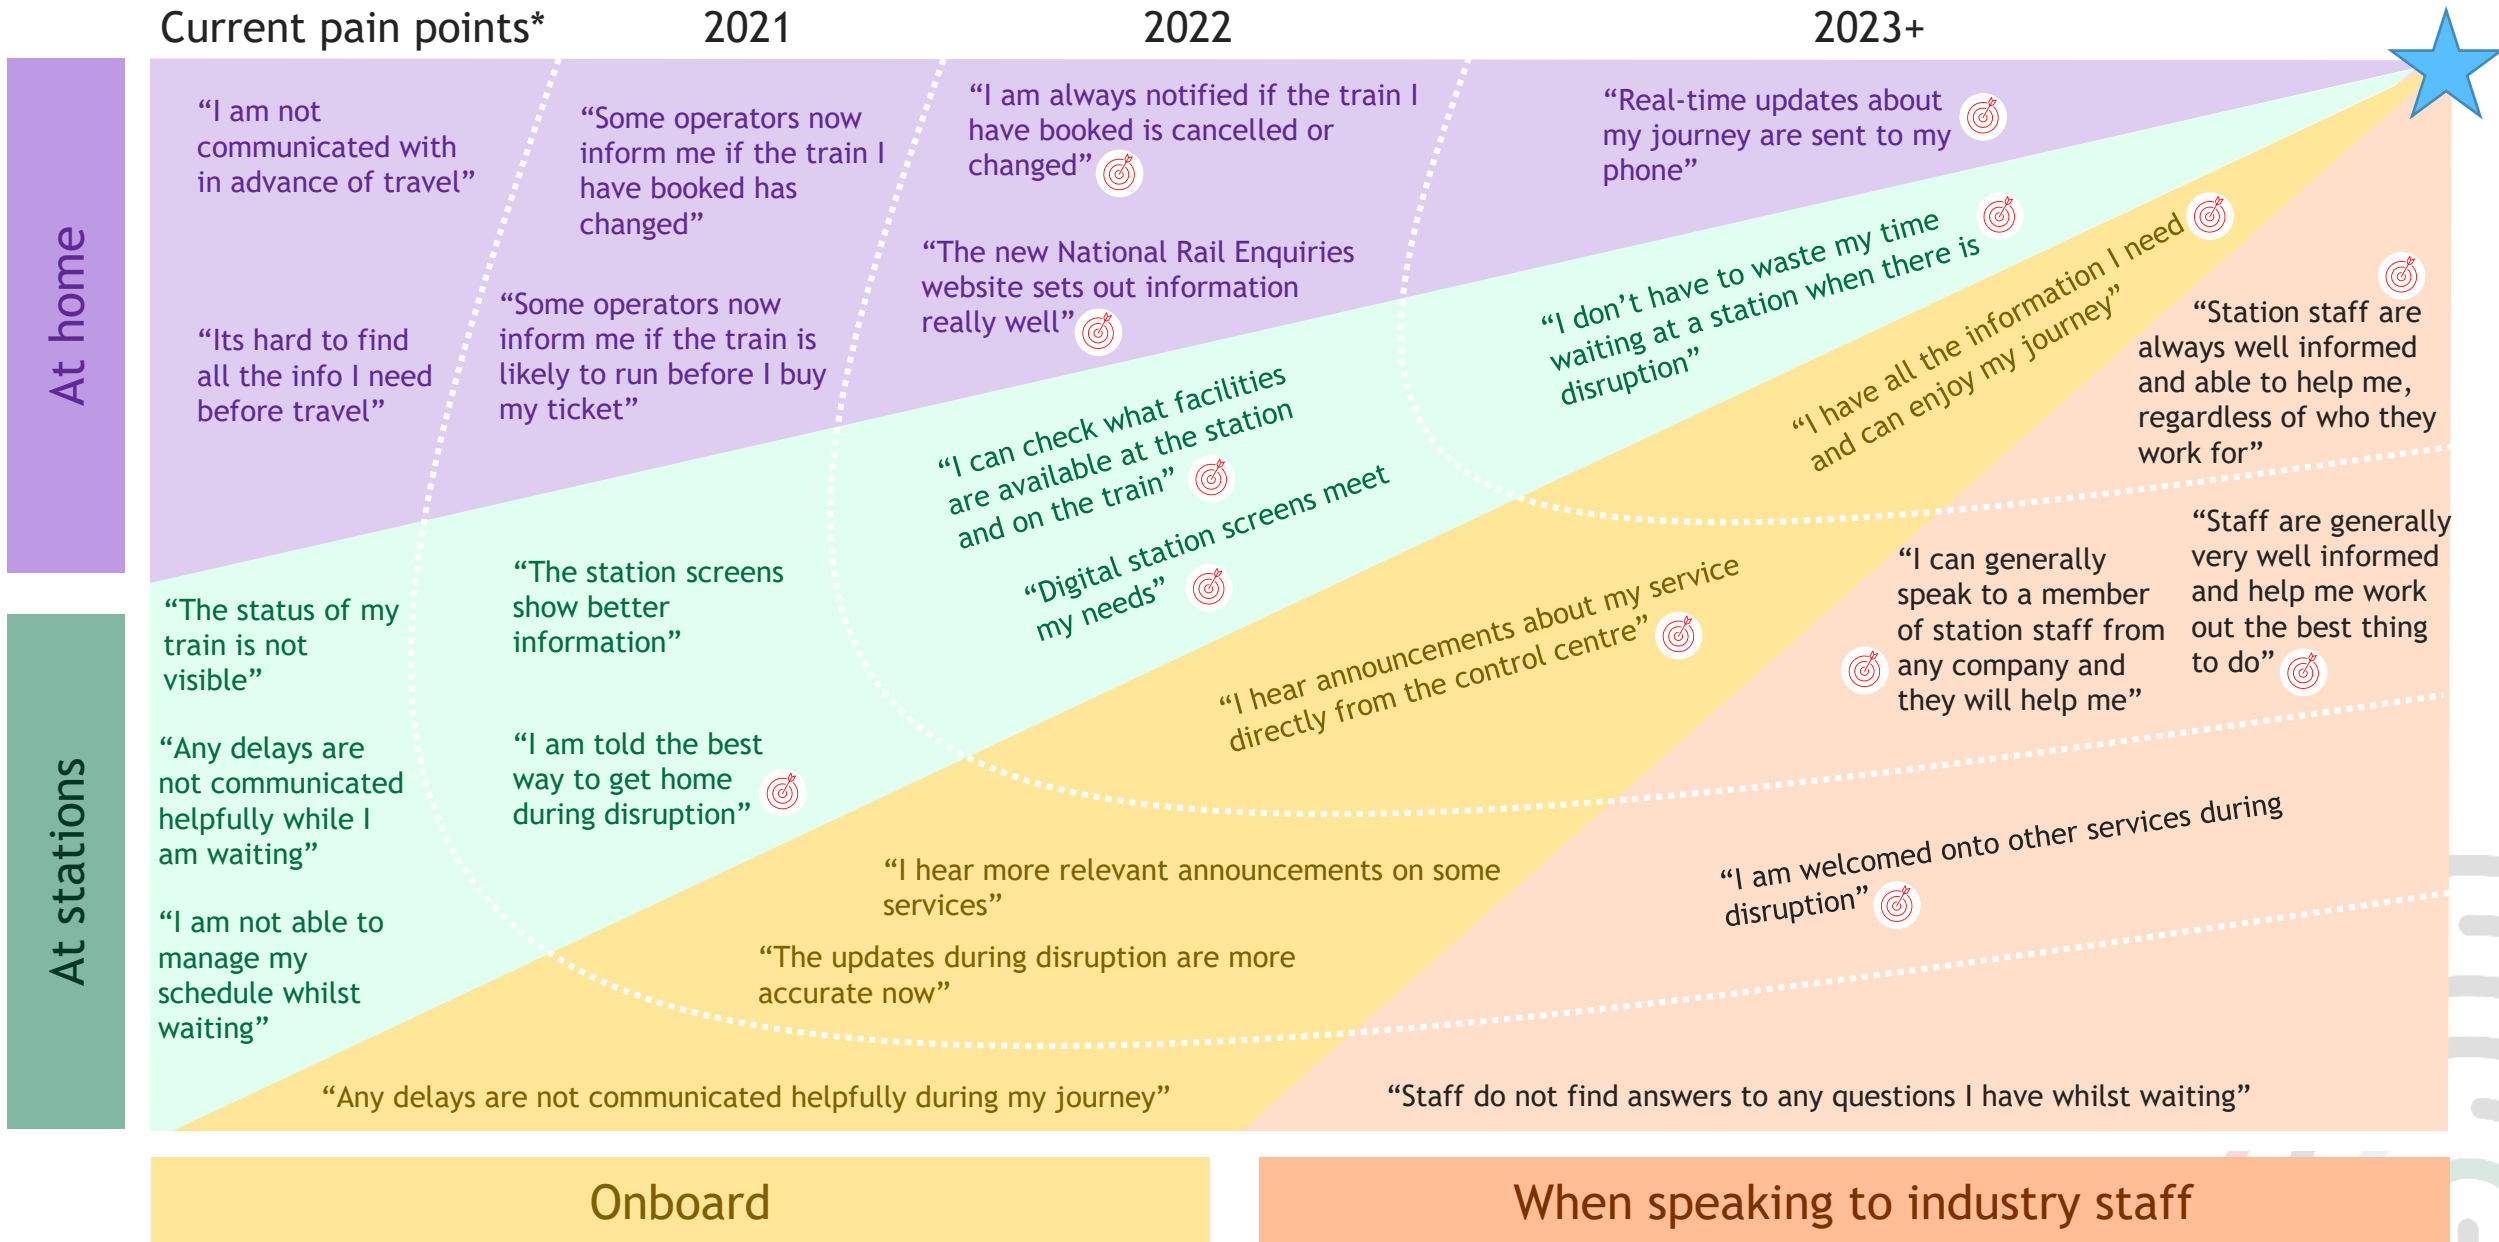 Current pain points*
2021
2022
2023+
At home
“I am not
communicated with
in advance of travel”
“Its hard to find
all the info I need
before travel”
“Some operators now
inform me if the train I
have booked has
changed”
“Some operators now
inform me if the train is
likely to run before I buy
my ticket”
“I am always notified if the train I
have booked is cancelled or
changed”
“The new National Rail Enquiries
website sets out information
really well”
“Real-time updates about
my journey are sent to my
phone”
At stations
“The status of my
train is not
visible”
“Any delays are
not communicated
helpfully while I
am waiting”
“I am not able to
manage my
schedule whilst
waiting”
“The station screens
show better
information”
“I am told the best
way to get home
during disruption”
“I can check what facilities
are available at the station
and on the train”
“Digital station screens meet
my needs”
“I don’t have to waste my time
waiting at a station when there is
disruption”
“Any delays are not communicated helpfully during my journey”
“I hear more relevant announcements on some
services”
“The updates during disruption are more
accurate now”
“I hear announcements about my service
directly from the control centre”
“I have all the information I need
and can enjoy my journey”
“Staff do not find answers to any questions I have whilst waiting”
“I am welcomed onto other services during
disruption”
“I can generally
speak to a member
of station staff from
any company and
they will help me”
“Staff are generally
very well informed
and help me work
out the best thing
to do”
“Station staff are
always well informed
and able to help me,
regardless of who they
work for”
Onboard
When speaking to industry staff